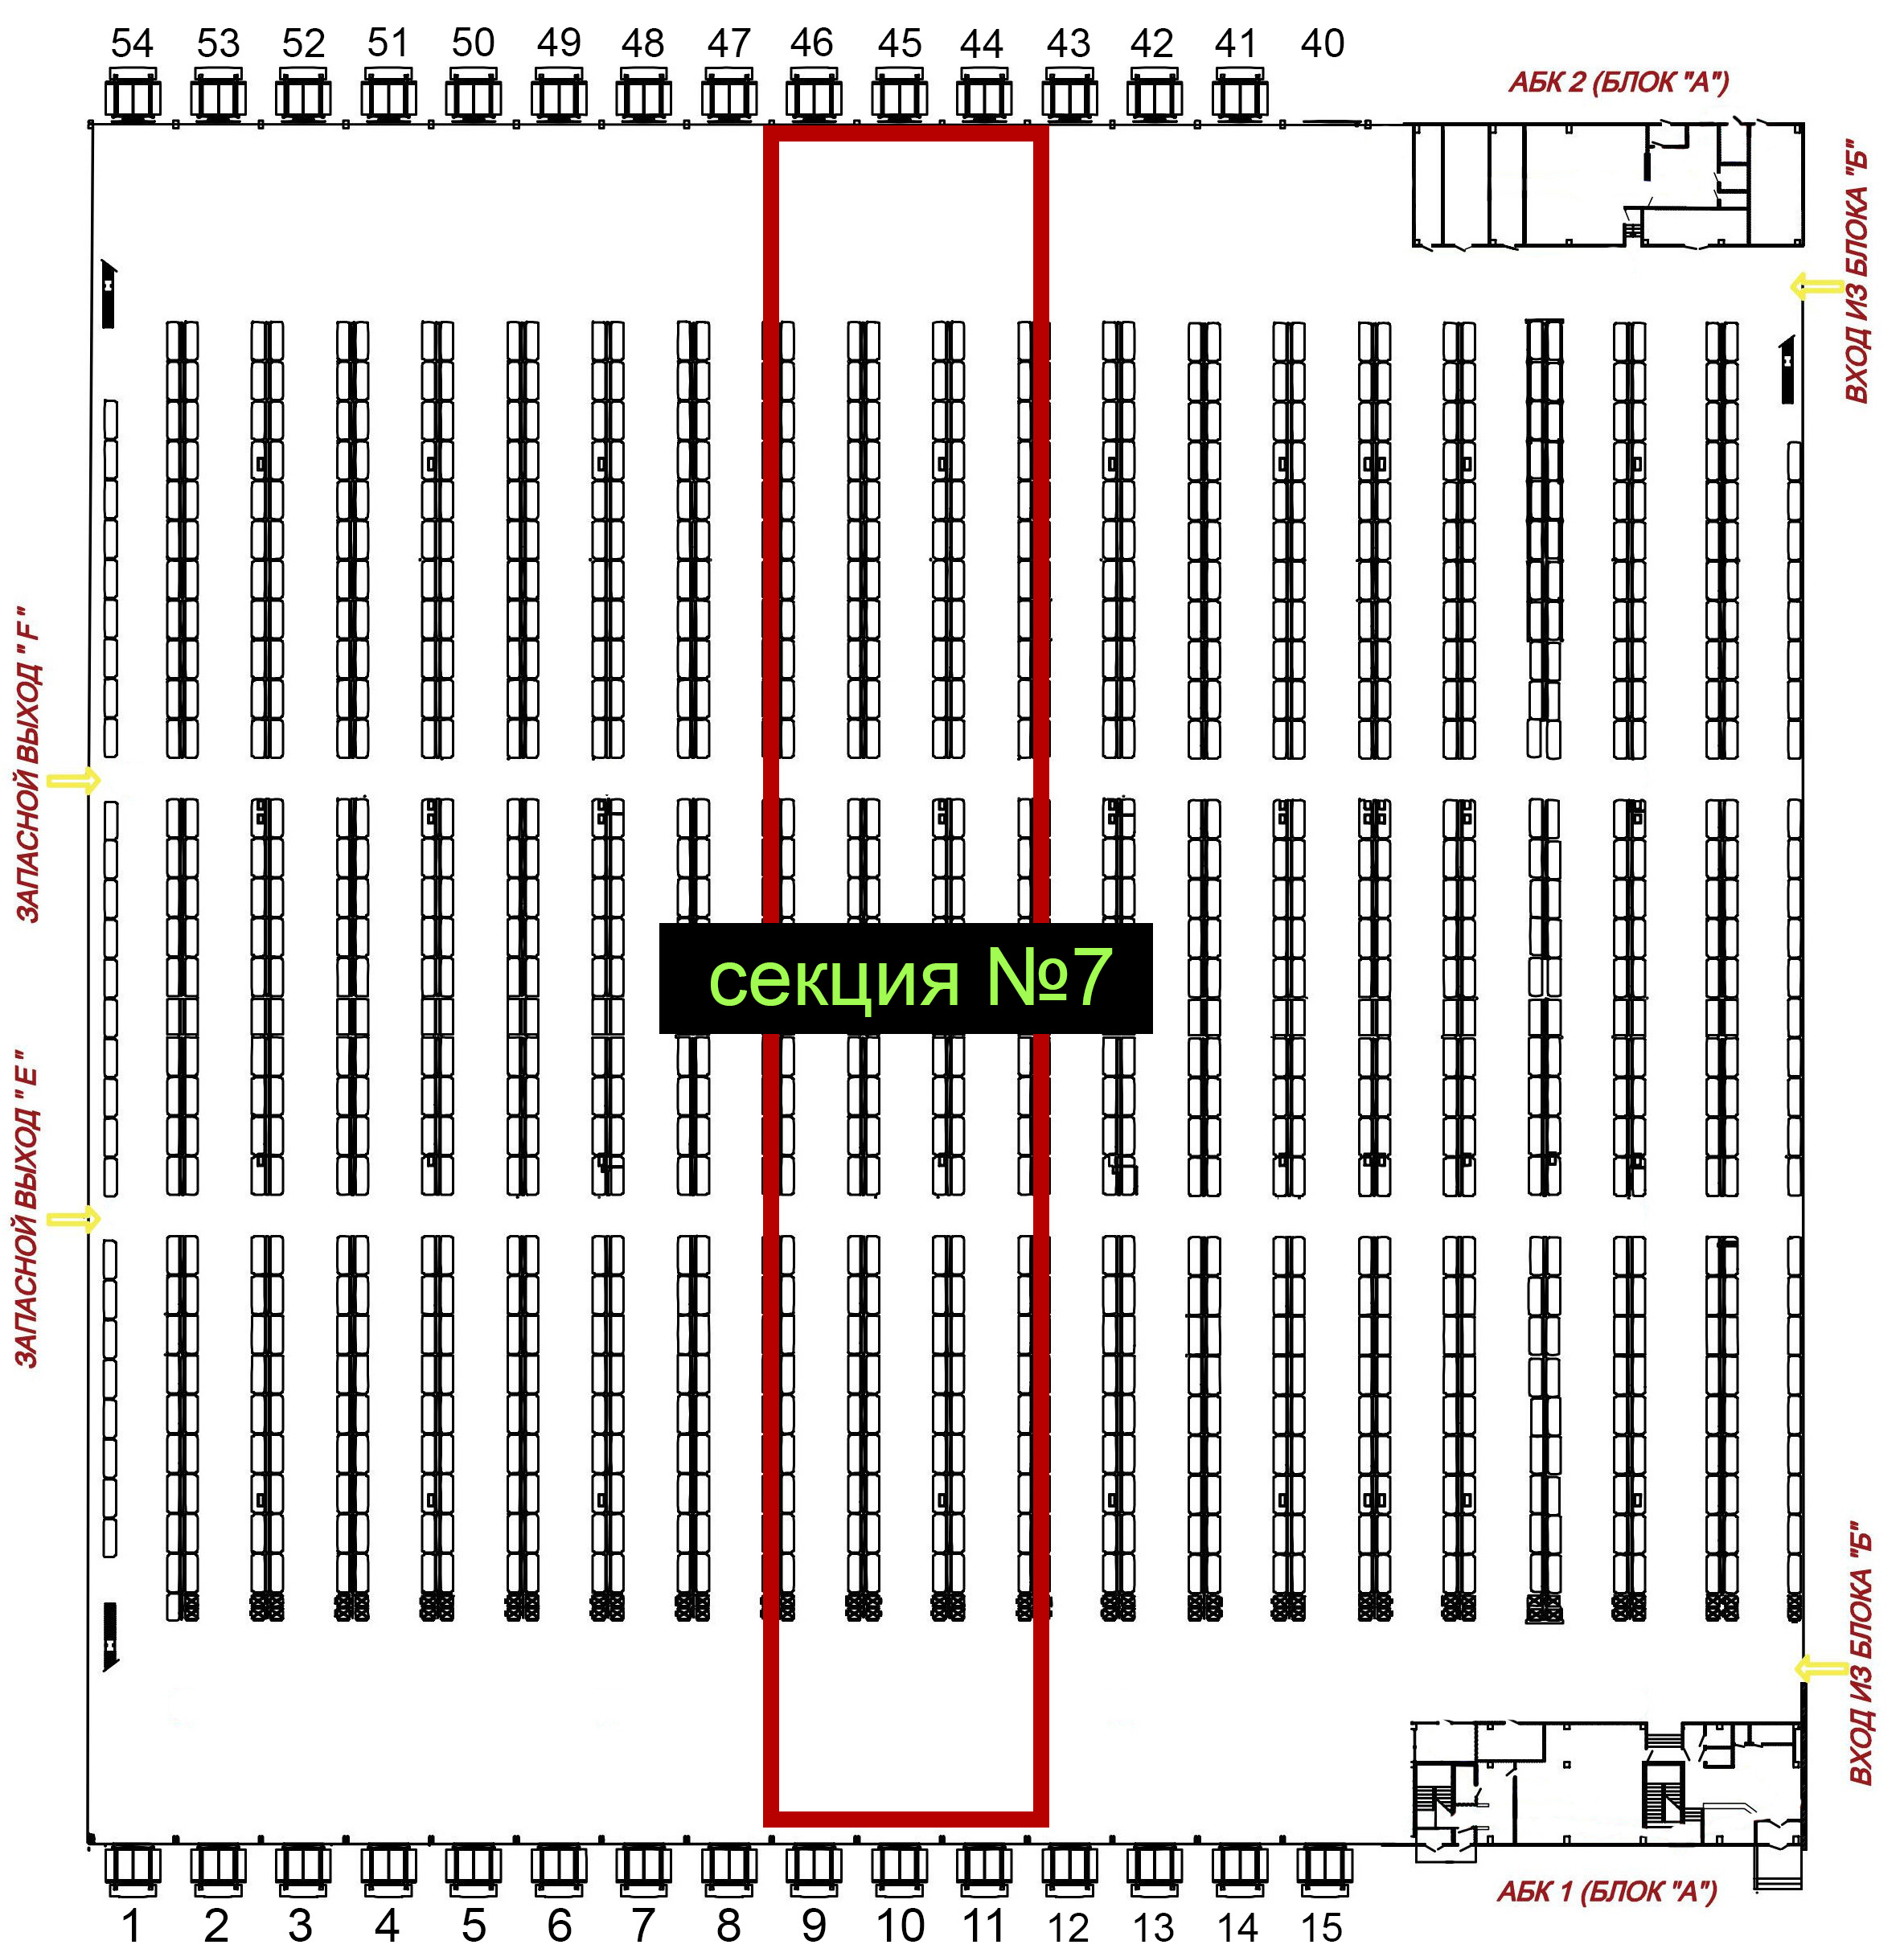 54 53 52 51 50 49 48 47 46 45 44 43 42 41 40
АБК 2 (БЛОК "А")
ВХОД ИЗ БЛОКА "Б"
ЗАПАСНОЙ ВЫХОД " F "
секция №7
ЗАПАСНОЙ ВЫХОД " Е "
ВХОД ИЗ БЛОКА "Б"
АБК 1 (БЛОК "А")
1 2 3 4 5 6 7 8 9 10 11 12 13 14 15